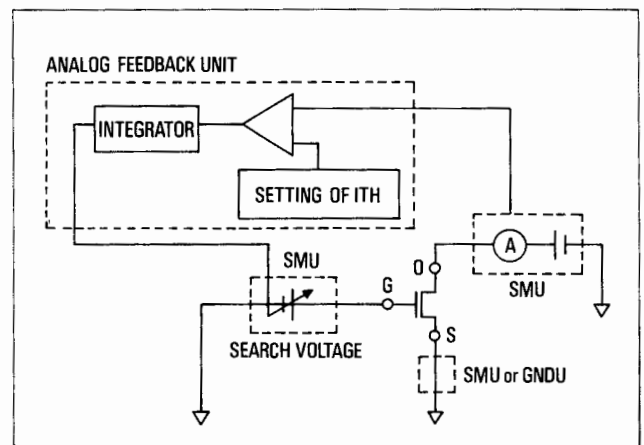 ANALOG FEEDBACK UNIT
INTEGRATOR
SETTING OF ITH
A
SMU
O
G
SMU
S
SEARCH VOLTAGE
SMU or GNDU